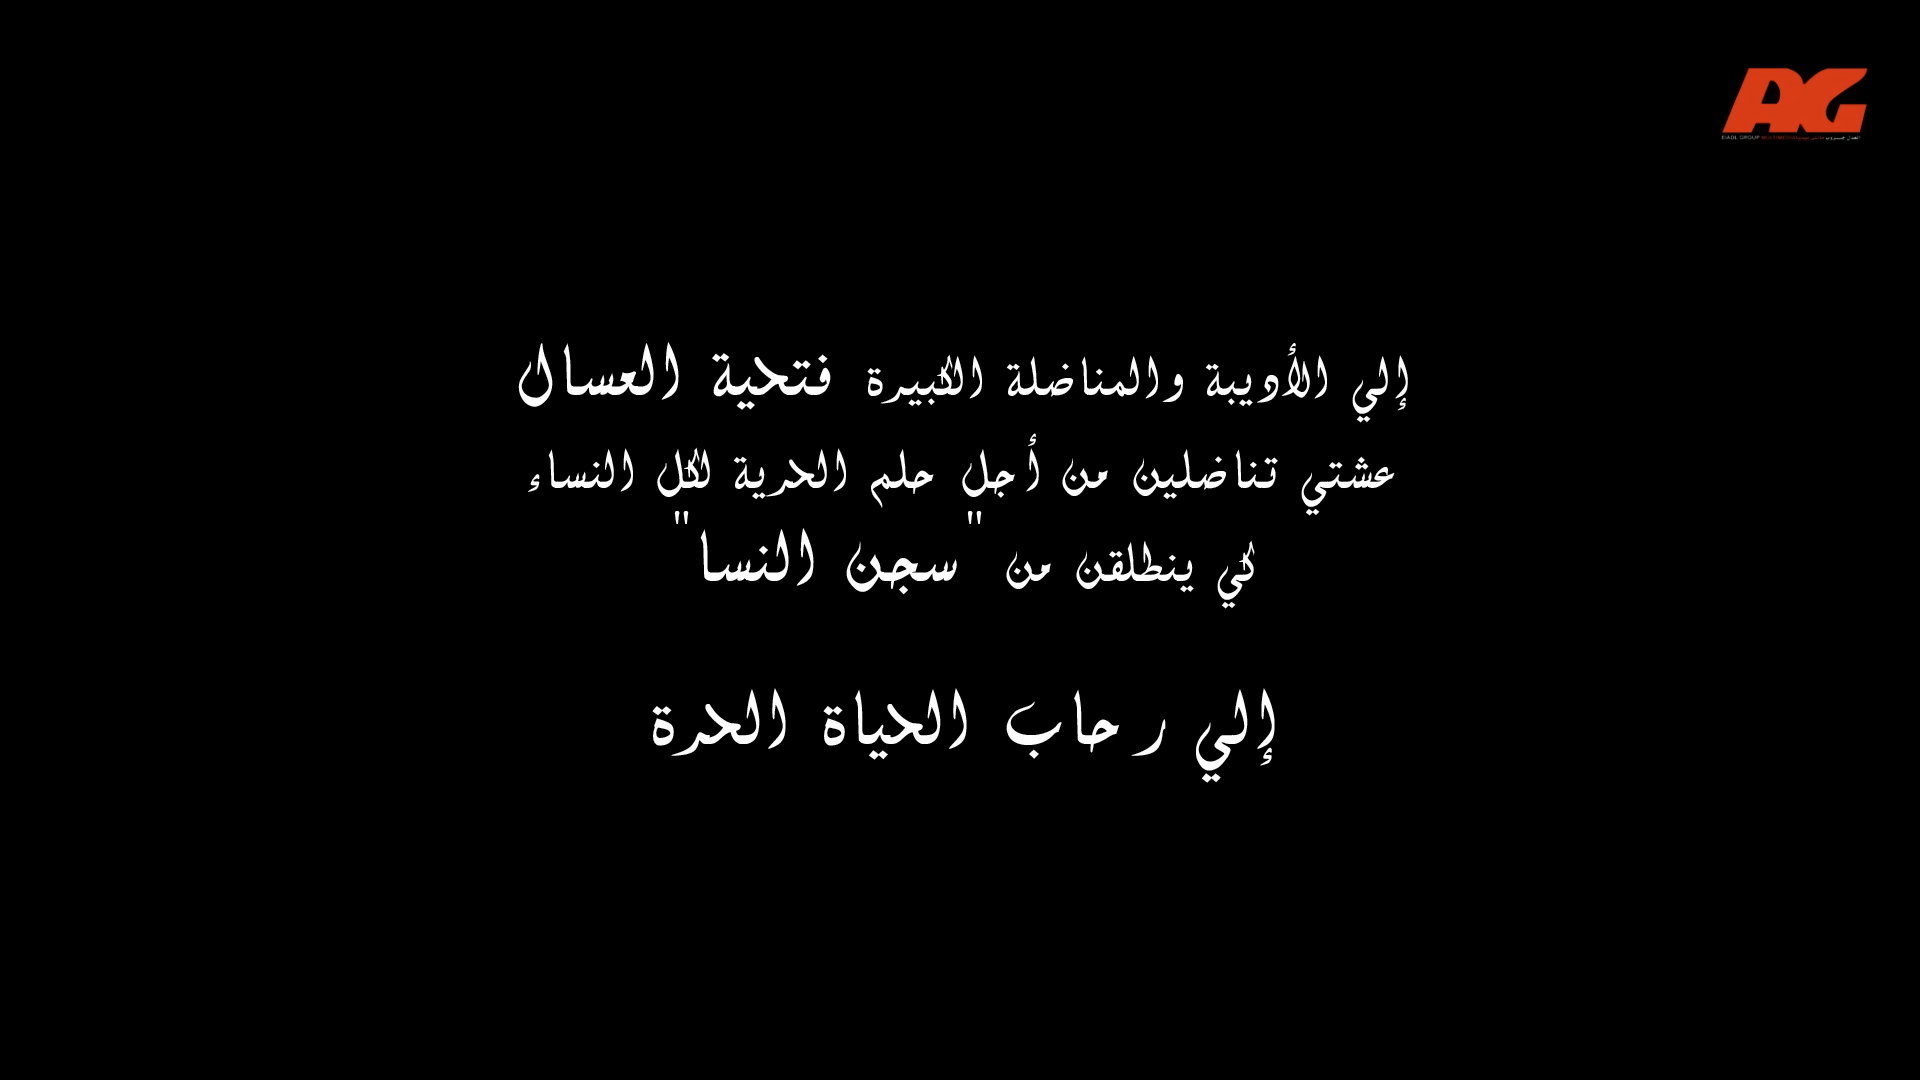 AG
إلي الأديبة والمناضلة الكبيرة فتحية العسال
عشتي تناضلين من أجل حلم الحرية لكل النساء
كي ينطلقن من "سجن النسا"
إلي رحاب الحياة الحرة